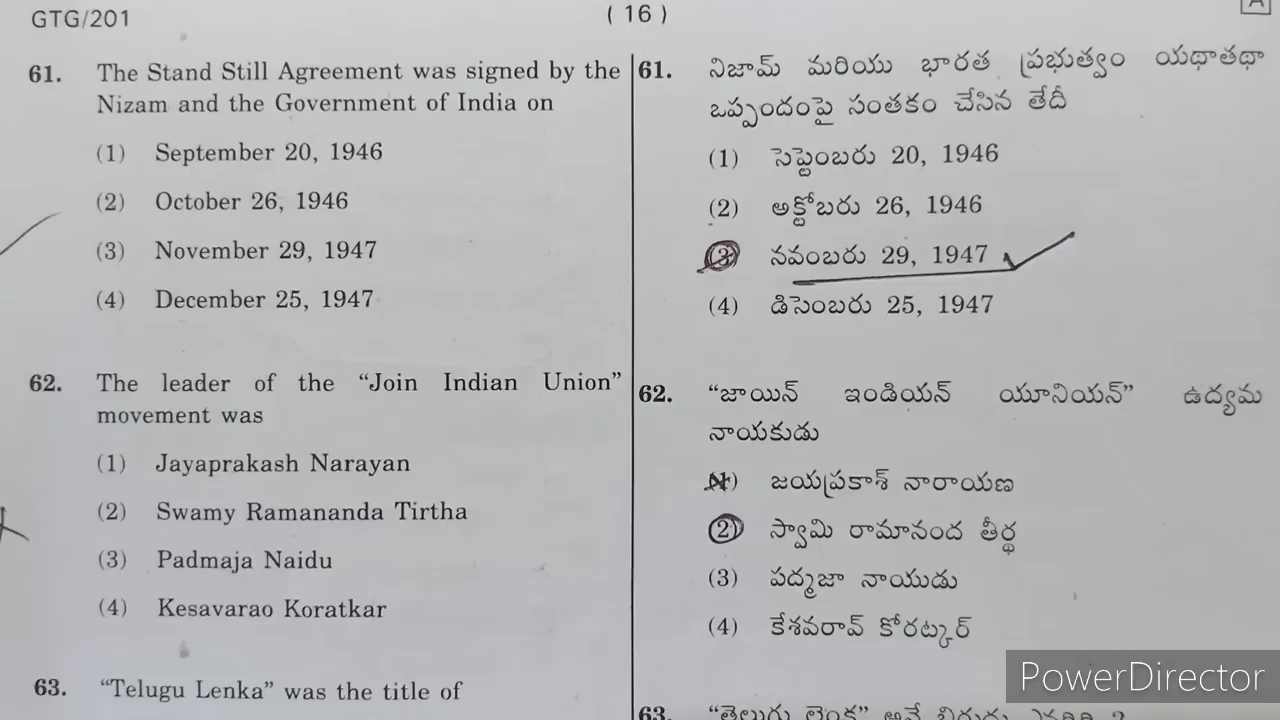 GTG/201
( 16 )
A
61. The Stand Still Agreement was signed by the
Nizam and the Government of India on
(1) September 20, 1946
(2) October 26, 1946
(3) November 29, 1947
(4) December 25, 1947
62. The leader of the “Join Indian Union”
movement was
(1) Jayaprakash Narayan
(2) Swamy Ramananda Tirtha
(3) Padmaja Naidu
(4) Kesavarao Koratkar
63. “Telugu Lenka” was the title of
61. నిజామ్ మరియు భారత ప్రభుత్వం యథాతథా
ఒప్పందంపై సంతకం చేసిన తేదీ
(1) సెప్టెంబరు 20, 1946
(2) అక్టోబరు 26, 1946
(3) నవంబరు 29, 1947
(4) డిసెంబరు 25, 1947
62. “జాయిన్ ఇండియన్ యూనియన్” ఉద్యమ
నాయకుడు
(1) జయప్రకాశ్ నారాయణ
(2) స్వామి రామానంద తీర్థ
(3) పద్మజా నాయుడు
(4) కేశవరావ్ కోరట్కర్
63. “తెలుగు లెంక” అనే బిరుదు
PowerDirector